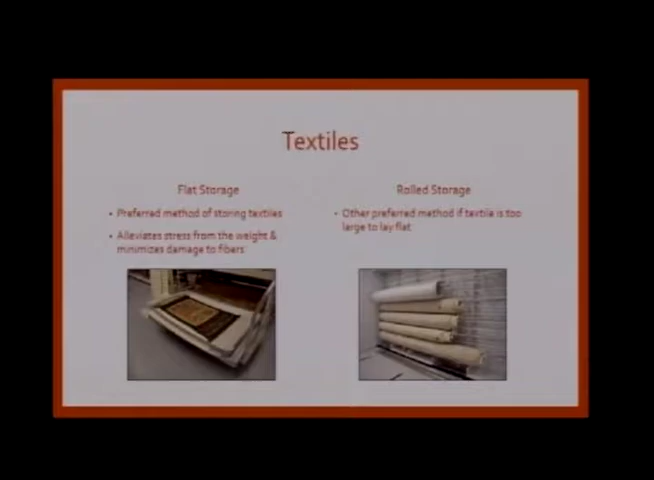 Textiles
Flat Storage
• Preferred method of storing textiles
• Alleviates stress from the weight &
minimizes damage to fibers
Rolled Storage
• Other preferred method if textile is too
large to lay flat